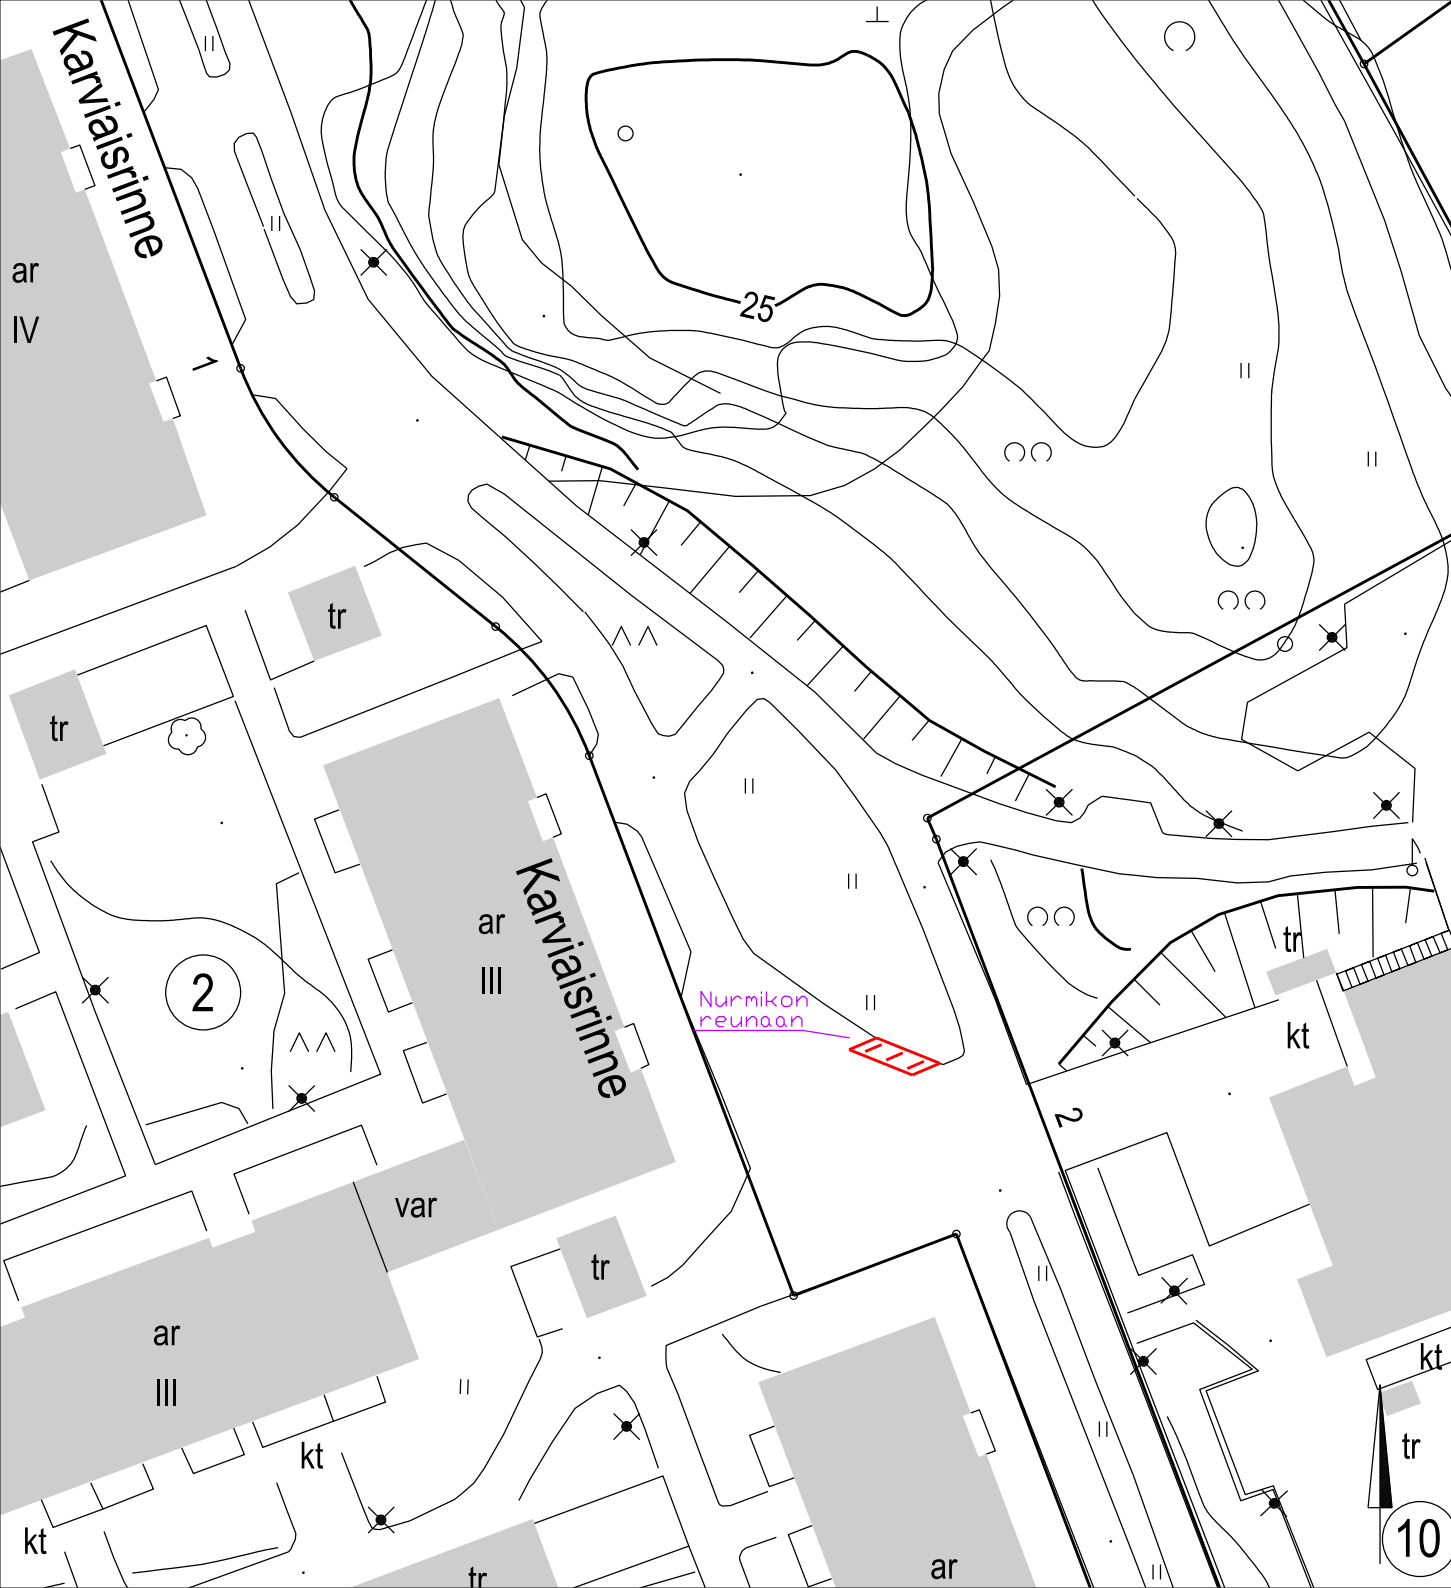 Karviaisrinne
ar
IV
1
25
tr
tr
2
ar
III
Karviaisrinne
Nurmikon
reunaan
tr
kt
2
var
tr
ar
III
kt
kt
tr
ar
kt
tr
10